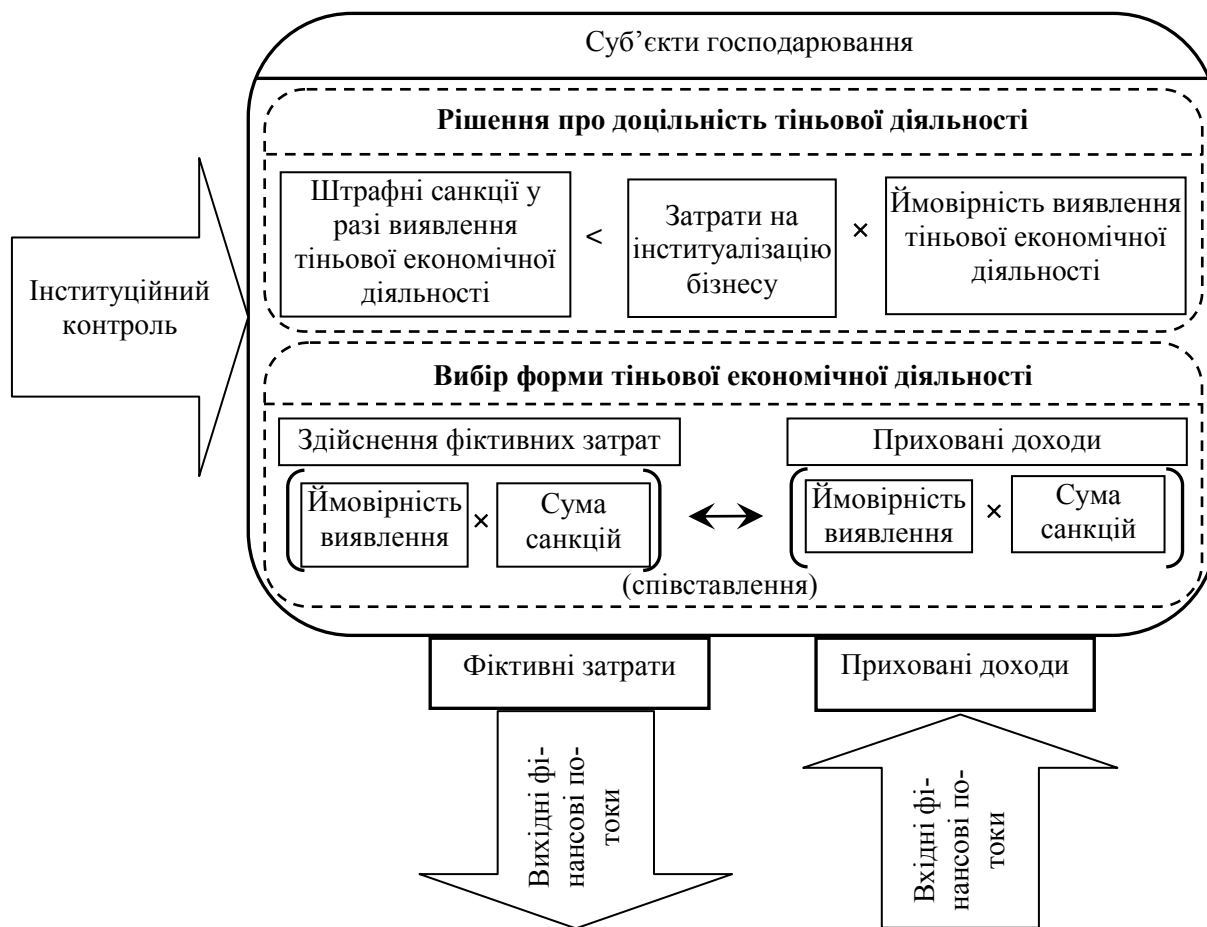 Суб’єкти господарювання
Рішення про доцільність тіньової діяльності
Штрафні санкції у
разі виявлення
тіньової економічної
діяльності
<
Затрати на
інституалізацію
бізнесу
×
Ймовірність виявлення
тіньової економічної
діяльності
Інституційний
контроль
Вибір форми тіньової економічної діяльності
Здійснення фіктивних затрат
Ймовірність
виявлення
×
Сума
санкцій
Приховані доходи
Ймовірність
виявлення
×
Сума
санкцій
(співставлення)
Фіктивні затрати
Приховані доходи
Вихідні фі-
нансові по-
токи
Вхідні фі-
нансові по-
токи